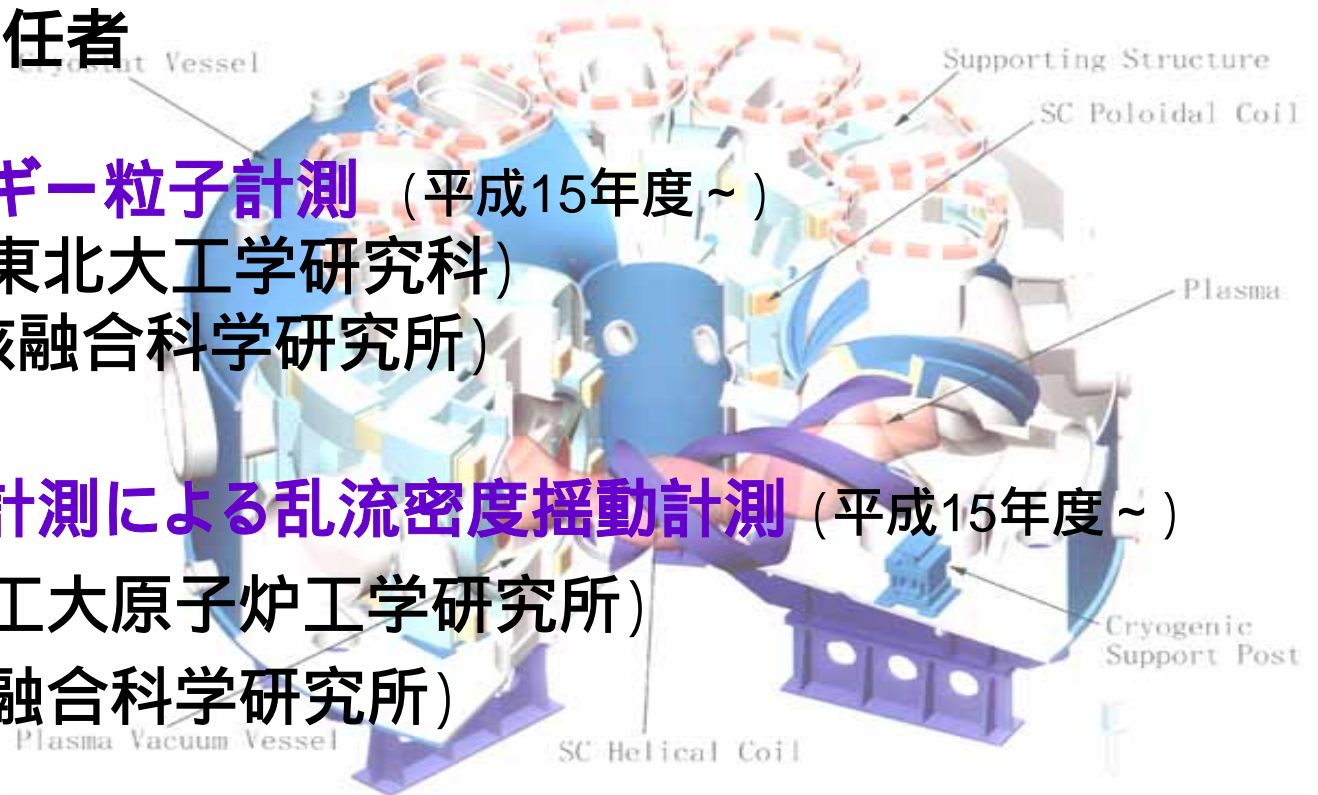 任者
Cryostat Vessel
Supporting Structure
SC Poloidal Coil
ギー粒子計測 (平成15年度~)
東北大工学研究科)
核融合科学研究所)
Plasma
計測による乱流密度揺動計測 (平成15年度~)
工大原子炉工学研究所)
Cryogenic
Support Post
融合科学研究所)
Plasma Vacuum Vessel
SC Helical Coil